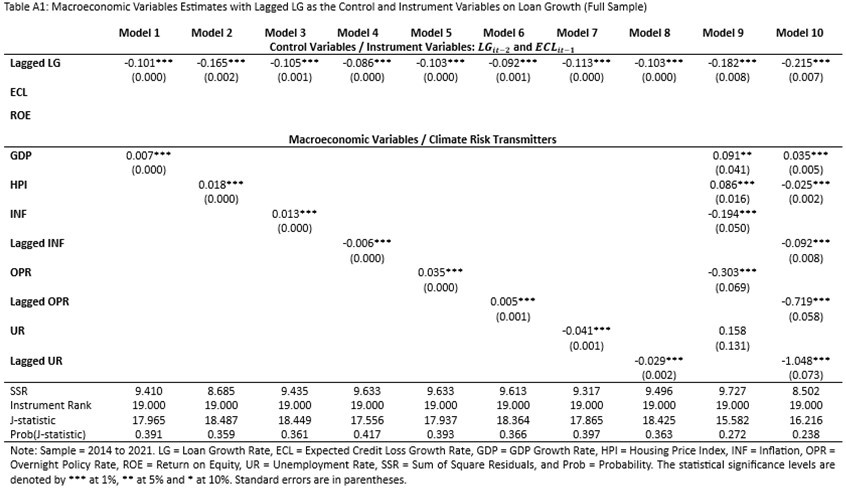 Table A1: Macroeconomic Variables Estimates with Lagged LG as the Control and Instrument Variables on Loan Growth (Full Sample)
Model 1 Model 2 Model 3 Model 4 Model 5 Model 6 Model 7 Model 8 Model 9 Model 10
Control Variables / Instrument Variables: LGit−2 and ECLit−1
Lagged LG -0.101*** -0.165*** -0.105*** -0.086*** -0.103*** -0.092*** -0.113*** -0.103*** -0.182*** -0.215***
(0.000) (0.002) (0.001) (0.000) (0.000) (0.001) (0.000) (0.000) (0.008) (0.007)
ECL
ROE
Macroeconomic Variables / Climate Risk Transmitters
GDP 0.007*** 0.091** 0.035***
(0.000) (0.041) (0.005)
HPI 0.018*** 0.086*** -0.025***
(0.000) (0.016) (0.002)
INF 0.013*** -0.194***
(0.000) (0.050)
Lagged INF -0.006*** -0.092***
(0.000) (0.008)
OPR 0.035*** -0.303***
(0.000) (0.069)
Lagged OPR 0.005*** -0.719***
(0.001) (0.058)
UR -0.041*** 0.158
(0.001) (0.131)
Lagged UR -0.029*** -1.048***
(0.002) (0.073)
SSR 9.410 8.685 9.435 9.633 9.633 9.613 9.317 9.496 9.727 8.502
Instrument Rank 19.000 19.000 19.000 19.000 19.000 19.000 19.000 19.000 19.000 19.000
J-statistic 17.965 18.487 18.449 17.556 17.937 18.364 17.865 18.425 15.582 16.216
Prob(J-statistic) 0.391 0.359 0.361 0.417 0.393 0.366 0.397 0.363 0.272 0.238
Note: Sample = 2014 to 2021. LG = Loan Growth Rate, ECL = Expected Credit Loss Growth Rate, GDP = GDP Growth Rate, HPI = Housing Price Index, INF = Inflation, OPR =
Overnight Policy Rate, ROE = Return on Equity, UR = Unemployment Rate, SSR = Sum of Square Residuals, and Prob = Probability. The statistical significance levels are
denoted by *** at 1%, ** at 5% and * at 10%. Standard errors are in parentheses.